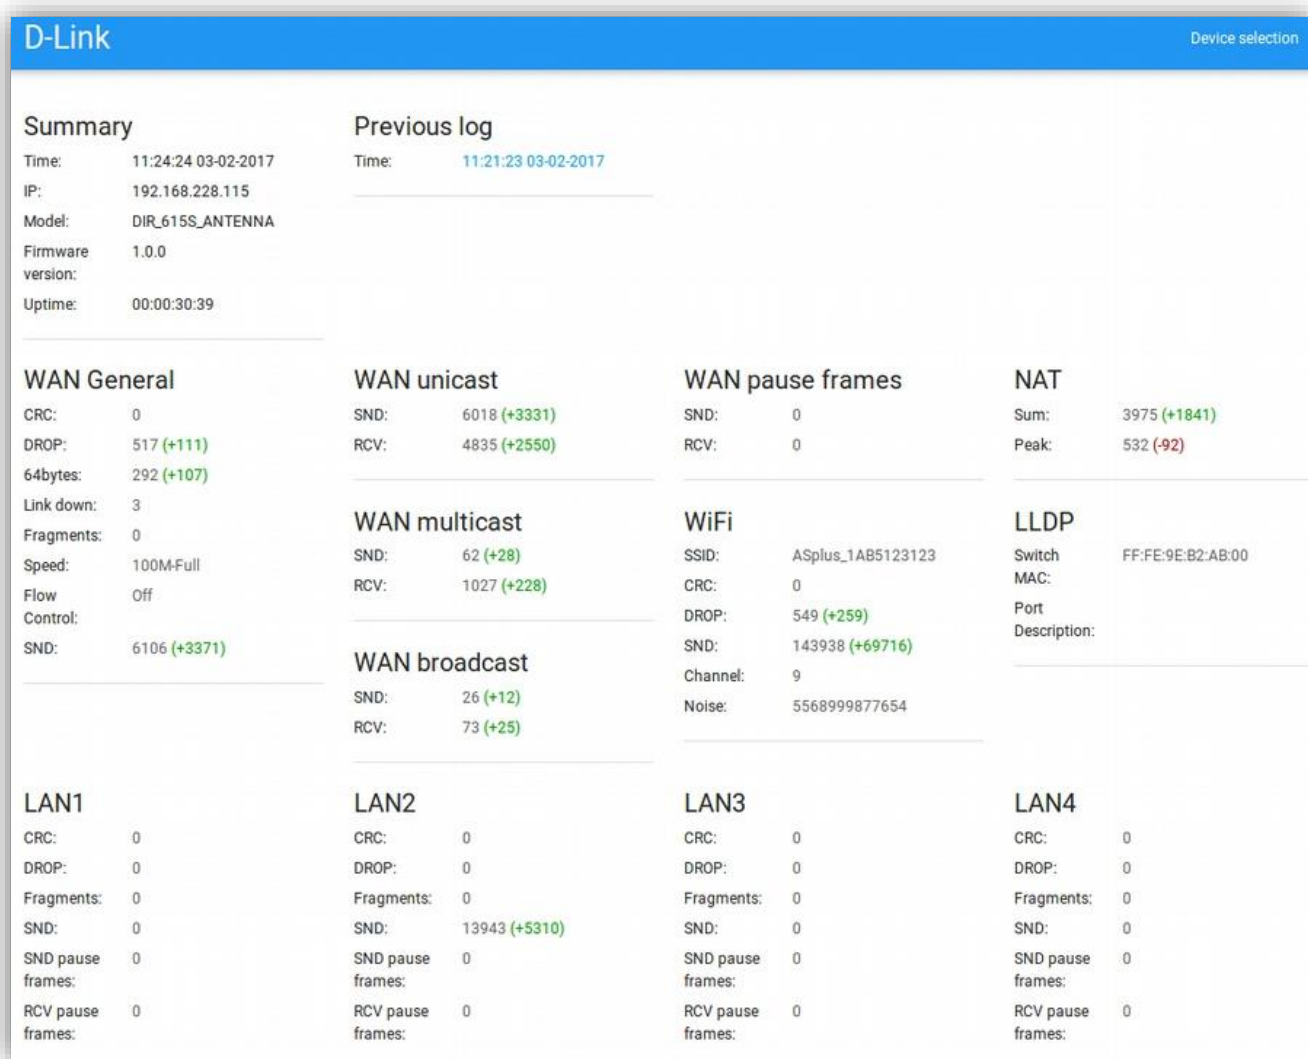 D-Link
Device selection
Summary
Time: 11:24:24 03-02-2017
IP: 192.168.228.115
Model: DIR_615S_ANTENNA
Firmware version: 1.0.0
Uptime: 00:00:30:39
Previous log
Time: 11:21:23 03-02-2017
WAN General
CRC: 0
DROP: 517 (+111)
64bytes: 292 (+107)
Link down: 3
Fragments: 0
Speed: 100M-Full
Flow Control: Off
SND: 6106 (+3371)
WAN unicast
SND: 6018 (+3331)
RCV: 4835 (+2550)
WAN multicast
SND: 62 (+28)
RCV: 1027 (+228)
WAN broadcast
SND: 26 (+12)
RCV: 73 (+25)
WAN pause frames
SND: 0
RCV: 0
WiFi
SSID: ASplus_1AB5123123
CRC: 0
DROP: 549 (+259)
SND: 143938 (+69716)
Channel: 9
Noise: 5568999877654
NAT
Sum: 3975 (+1841)
Peak: 532 (-92)
LLDP
Switch MAC: FF:FE:9E:B2:AB:00
Port Description:
LAN1
CRC: 0
DROP: 0
Fragments: 0
SND: 0
SND pause frames: 0
RCV pause frames: 0
LAN2
CRC: 0
DROP: 0
Fragments: 0
SND: 13943 (+5310)
SND pause frames: 0
RCV pause frames: 0
LAN3
CRC: 0
DROP: 0
Fragments: 0
SND: 0
SND pause frames: 0
RCV pause frames: 0
LAN4
CRC: 0
DROP: 0
Fragments: 0
SND: 0
SND pause frames: 0
RCV pause frames: 0